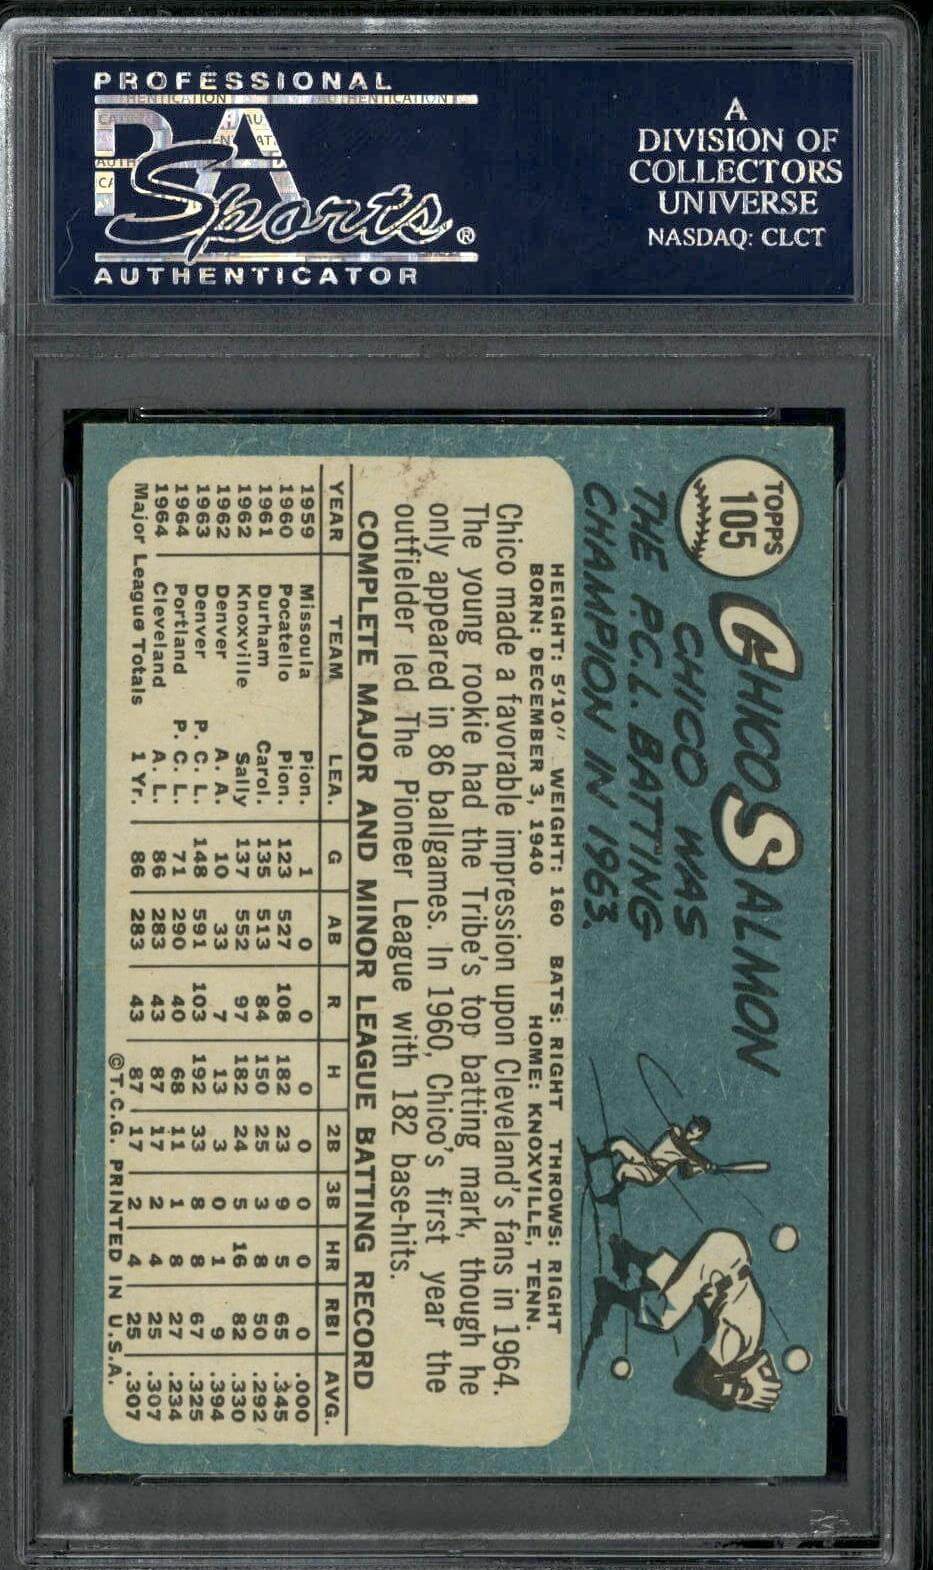 PROFESSIONAL
PSA
Sports®
AUTHENTICATOR
A
DIVISION OF
COLLECTORS
UNIVERSE
NASDAQ: CLCT
TOPPS
105
CHICO SALMON
CHICO WAS
THE P.C.L. BATTING
CHAMPION IN 1963.
HEIGHT: 5'10" WEIGHT: 160 BATS: RIGHT THROWS: RIGHT
BORN: DECEMBER 3, 1940 HOME: KNOXVILLE, TENN.
Chico made a favorable impression upon Cleveland's fans in 1964.
The young rookie had the Tribe's top batting mark, though he
only appeared in 86 ballgames. In 1960, Chico's first year the
outfielder led The Pioneer League with 182 base-hits.
COMPLETE MAJOR AND MINOR LEAGUE BATTING RECORD
YEAR TEAM LEA. G AB R H 2B 3B HR RBI AVG.
1959 Missoula Pion. 1 0 0 0 0 0 0 0 .000
1960 Pocatello Pion. 123 527 108 182 23 9 5 65 .345
1961 Durham Carol. 135 513 84 150 25 3 8 50 .292
1962 Knoxville Sally 137 552 97 182 24 5 16 82 .330
1962 Denver A. A. 10 33 7 13 3 0 1 9 .394
1963 Denver P. C. L. 148 591 103 192 33 8 8 67 .325
1964 Portland P. C. L. 71 290 40 68 11 1 8 27 .234
1964 Cleveland A. L. 86 283 43 87 17 2 4 25 .307
Major League Totals 1 Yr. 86 283 43 87 17 2 4 25 .307
©T.C.G. PRINTED IN U.S.A.